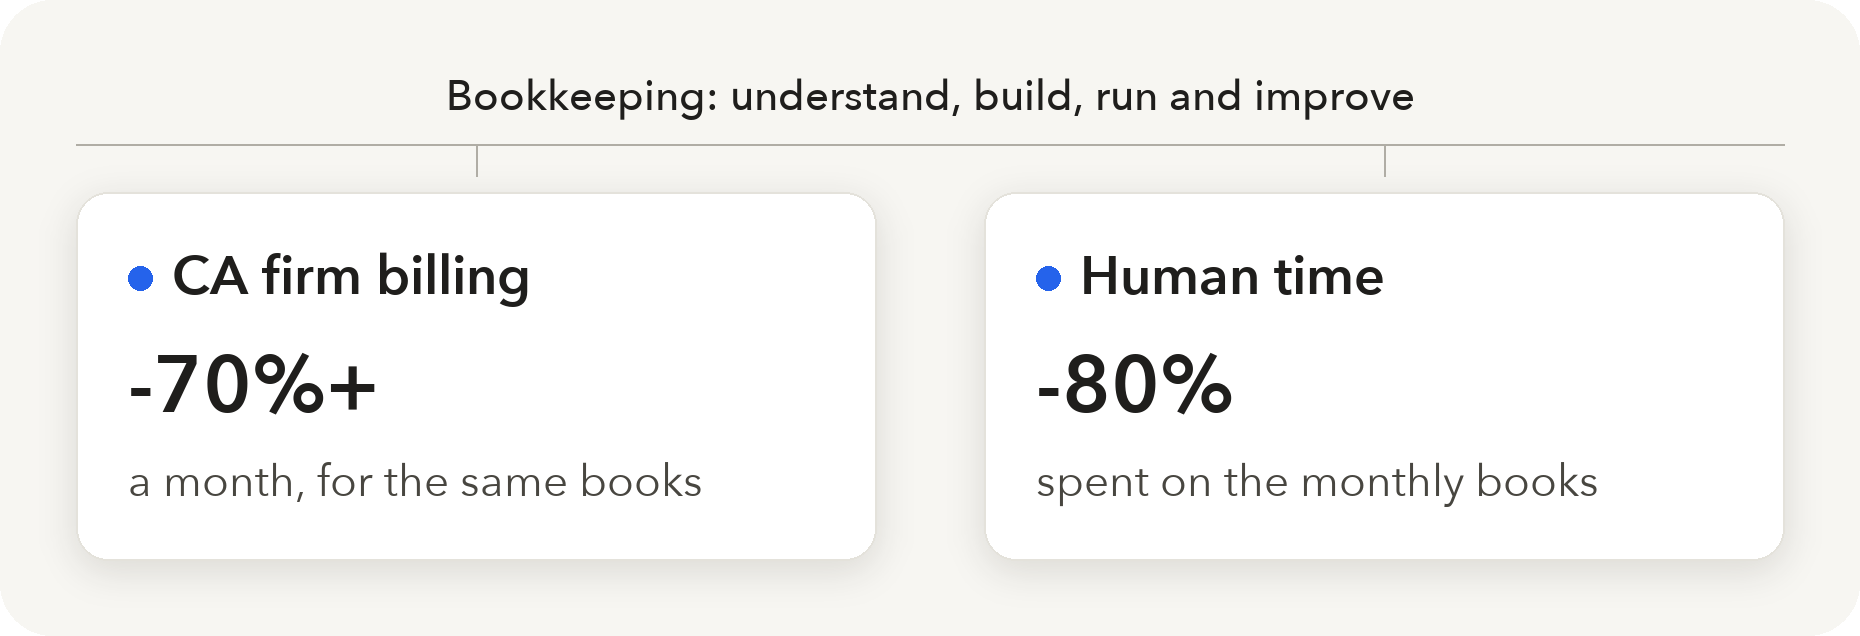 Bookkeeping: understand, build, run and improve
CA firm billing
-70%+
a month, for the same books
Human time
-80%
spent on the monthly books